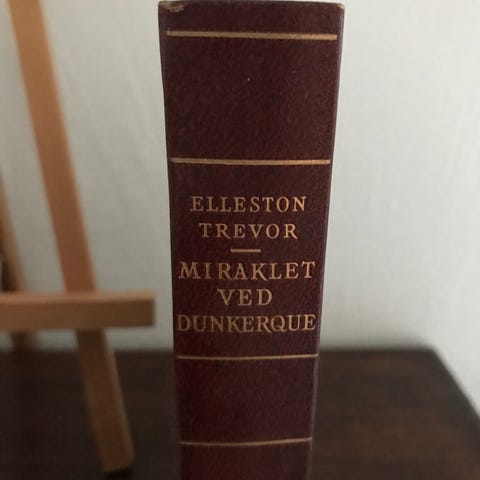 ELLESTON
TREVOR
MIRAKLET
VED
DUNKERQUE